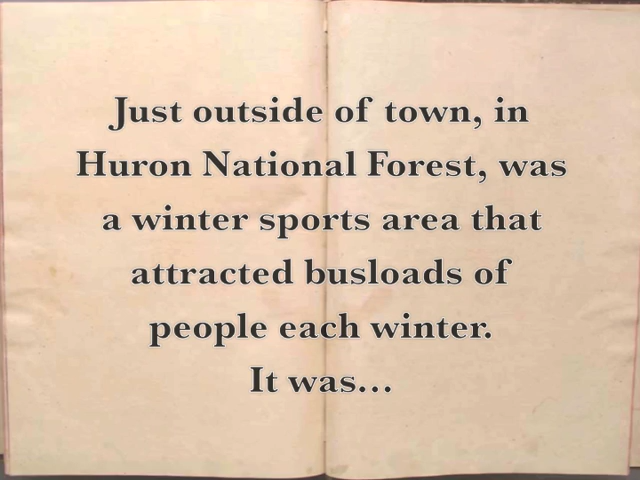 Just outside of town, in
Huron National Forest, was
a winter sports area that
attracted busloads of
people each winter.
It was...